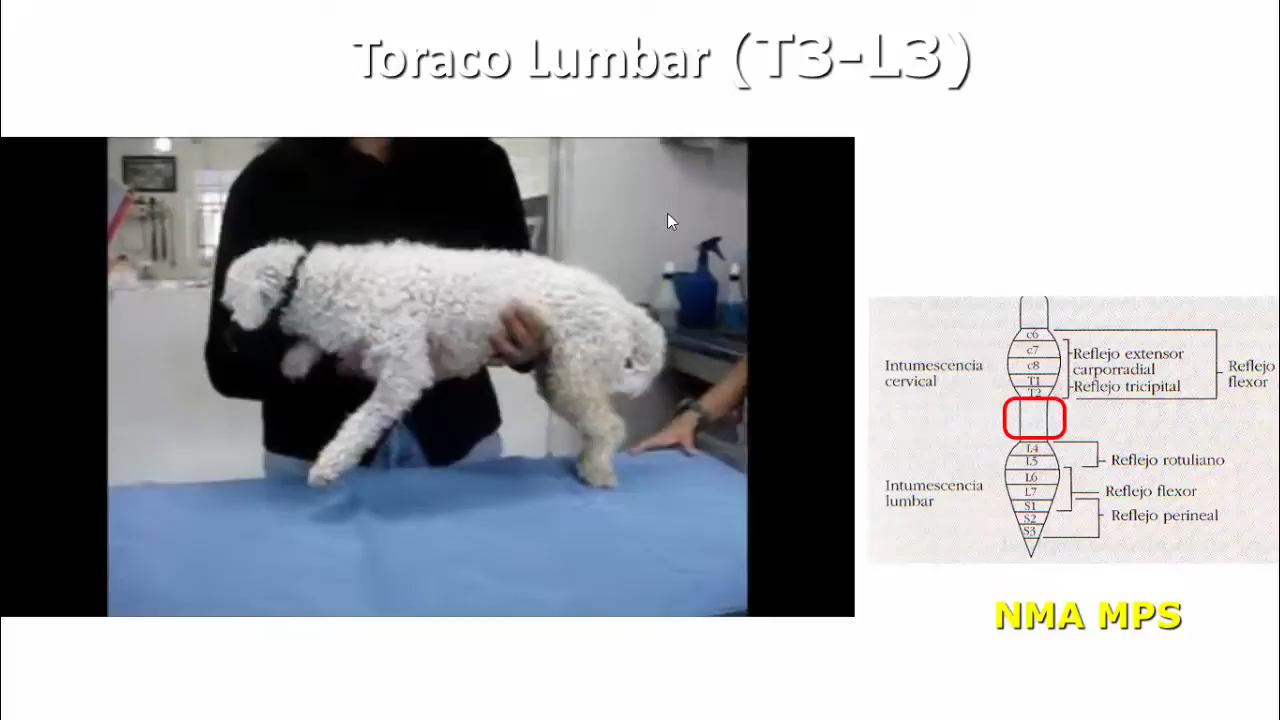 Toraco Lumbar (T3-L3)
Intumescencia
cervical
c6
c7
c8
T1
T2
Reflejo extensor
carporradial
Reflejo tricipital
Reflejo
flexor
Intumescencia
lumbar
L4
L5
L6
L7
S1
S2
S3
Reflejo rotuliano
Reflejo flexor
Reflejo perineal
NMA MPS